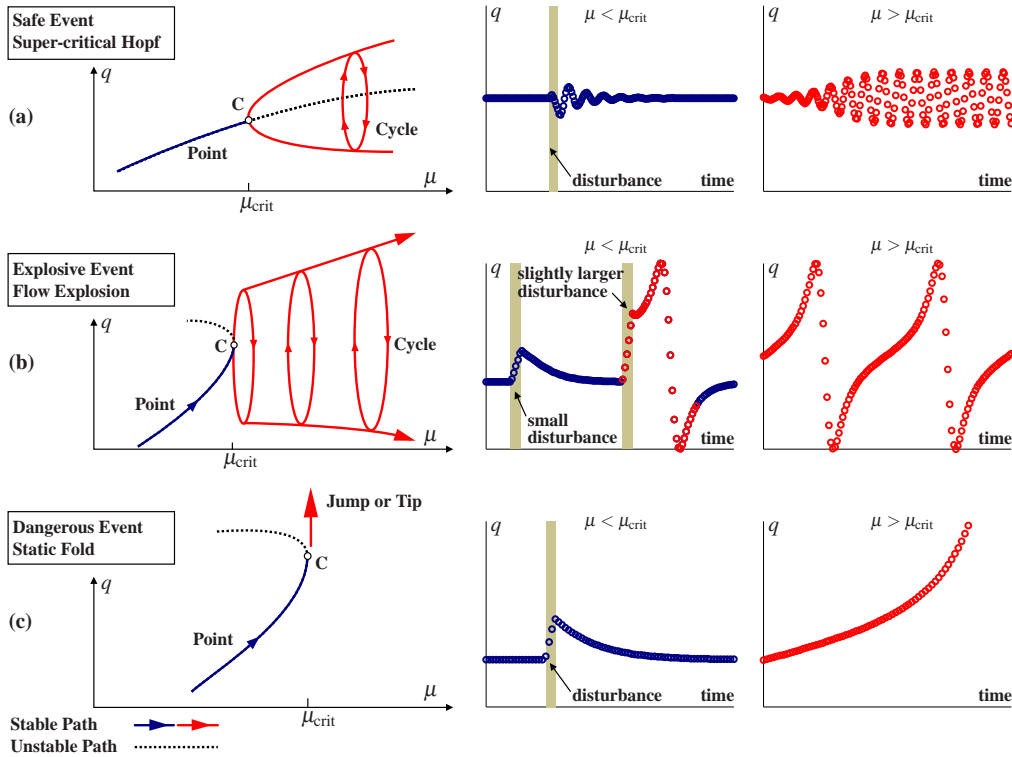 Safe Event
Super-critical Hopf
(a)
q
C
Point
Cycle
μ
μcrit
q
μ < μcrit
disturbance
time
q
μ > μcrit
time
Explosive Event
Flow Explosion
(b)
q
C
Point
Cycle
μ
μcrit
q
μ < μcrit
slightly larger
disturbance
small
disturbance
time
q
μ > μcrit
time
Dangerous Event
Static Fold
(c)
q
Jump or Tip
C
Point
μ
μcrit
q
μ < μcrit
disturbance
time
q
μ > μcrit
time
Stable Path
Unstable Path